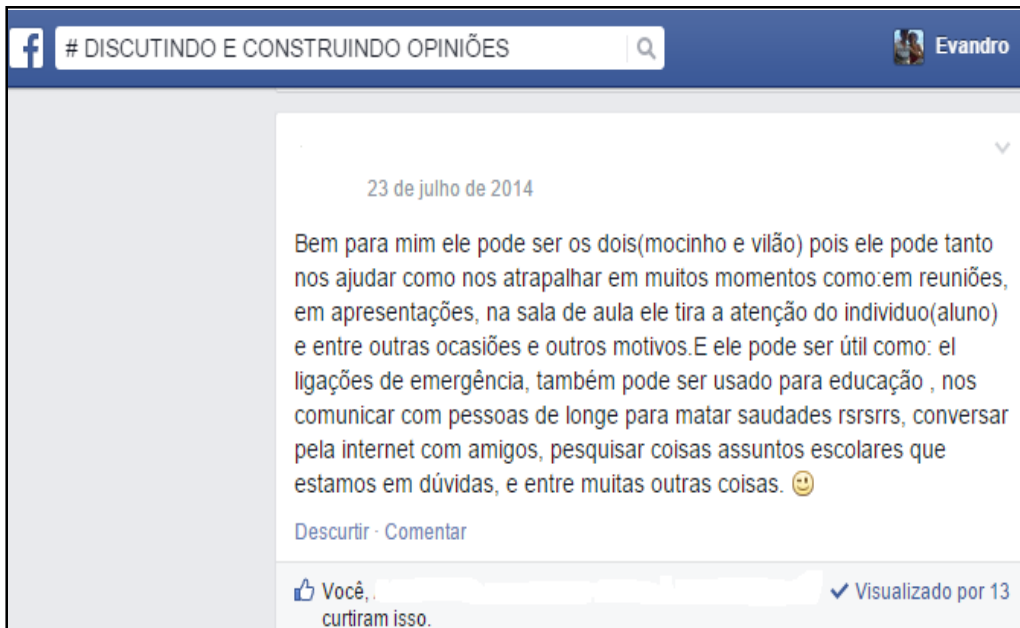 f # DISCUTINDO E CONSTRUINDO OPINIÕES Evandro
23 de julho de 2014
Bem para mim ele pode ser os dois(mocinho e vilão) pois ele pode tanto
nos ajudar como nos atrapalhar em muitos momentos como:em reuniões,
em apresentações, na sala de aula ele tira a atenção do individuo(aluno)
e entre outras ocasiões e outros motivos.E ele pode ser útil como: el
ligações de emergência, também pode ser usado para educação , nos
comunicar com pessoas de longe para matar saudades rsrsrrs, conversar
pela internet com amigos, pesquisar coisas assuntos escolares que
estamos em dúvidas, e entre muitas outras coisas.
Descurtir · Comentar
Você, Visualizado por 13
curtiram isso.